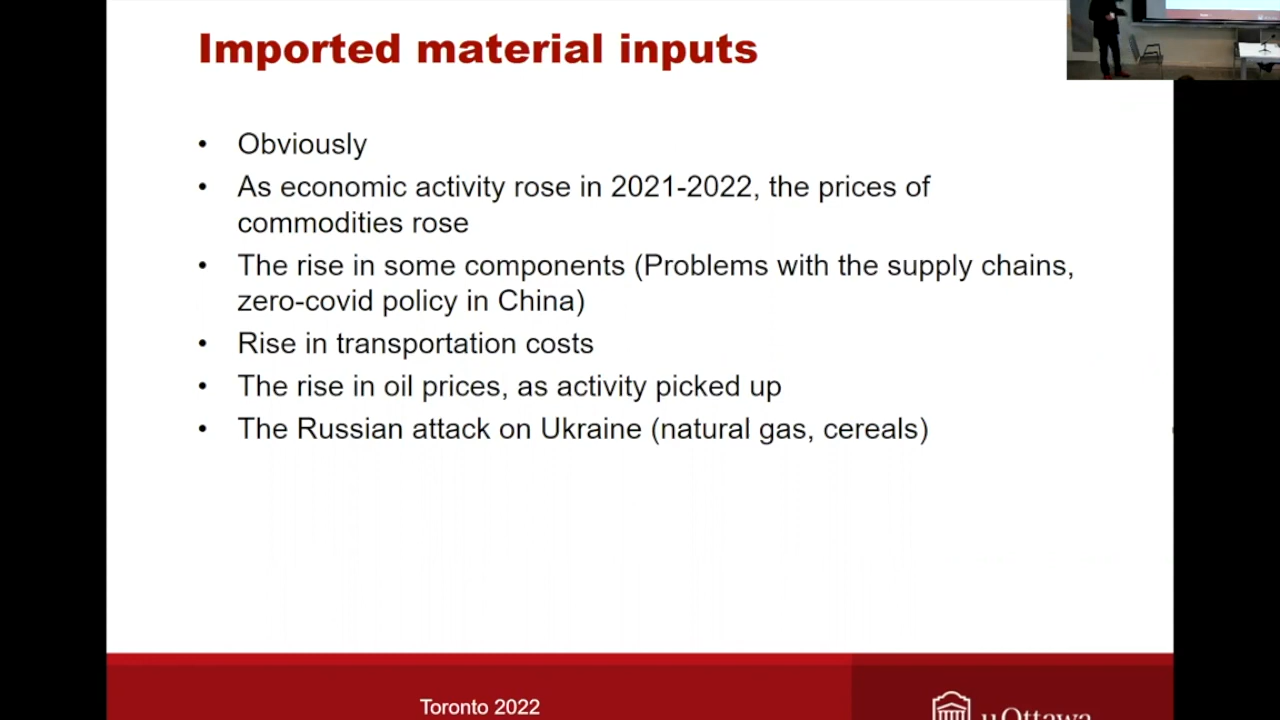 Imported material inputs
• Obviously
• As economic activity rose in 2021-2022, the prices of
commodities rose
• The rise in some components (Problems with the supply chains,
zero-covid policy in China)
• Rise in transportation costs
• The rise in oil prices, as activity picked up
• The Russian attack on Ukraine (natural gas, cereals)
Toronto 2022
uOttawa